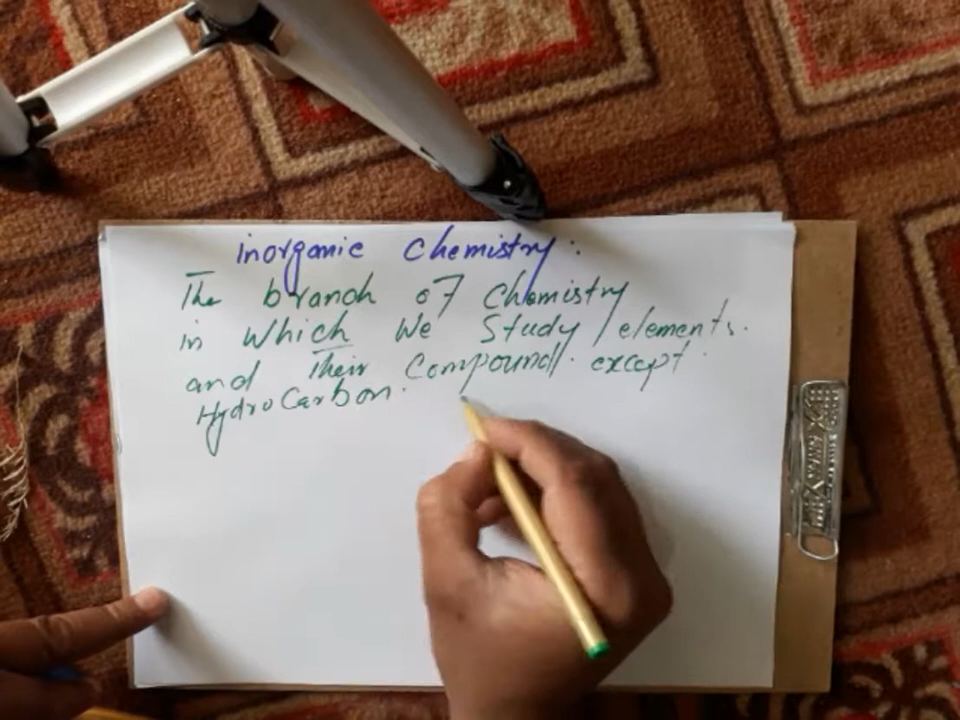 inorganic Chemistry:
The branch of Chemistry
in Which We Study elements.
and Their Compound. except.
HydroCarbon.